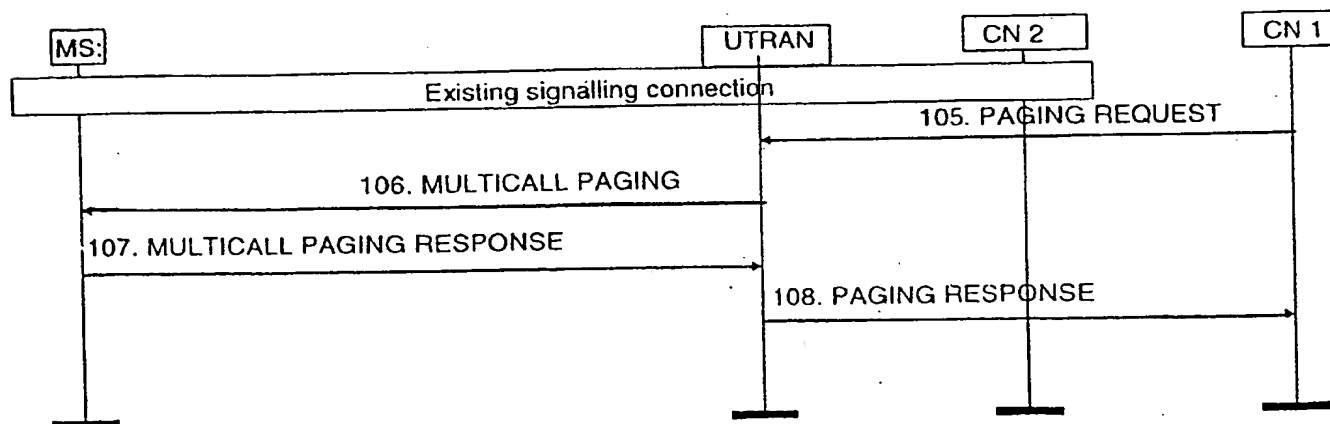 MS:
UTRAN
CN 2
CN 1
Existing signalling connection
105. PAGING REQUEST
106. MULTICALL PAGING
107. MULTICALL PAGING RESPONSE
108. PAGING RESPONSE